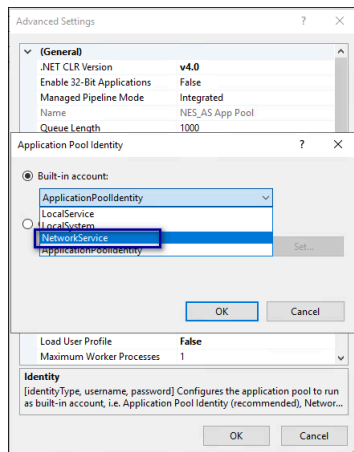 Advanced Settings
(General)
.NET CLR Version v4.0
Enable 32-Bit Applications False
Managed Pipeline Mode Integrated
Name NES_AS App Pool
Queue Length 1000
Application Pool Identity
Built-in account:
ApplicationPoolIdentity
LocalService
LocalSystem
NetworkService
ApplicationPoolIdentity
Set...
OK Cancel
Load User Profile False
Maximum Worker Processes 1
Identity
[identityType, username, password] Configures the application pool to run
as built-in account, i.e. Application Pool Identity (recommended), Networ...
OK Cancel